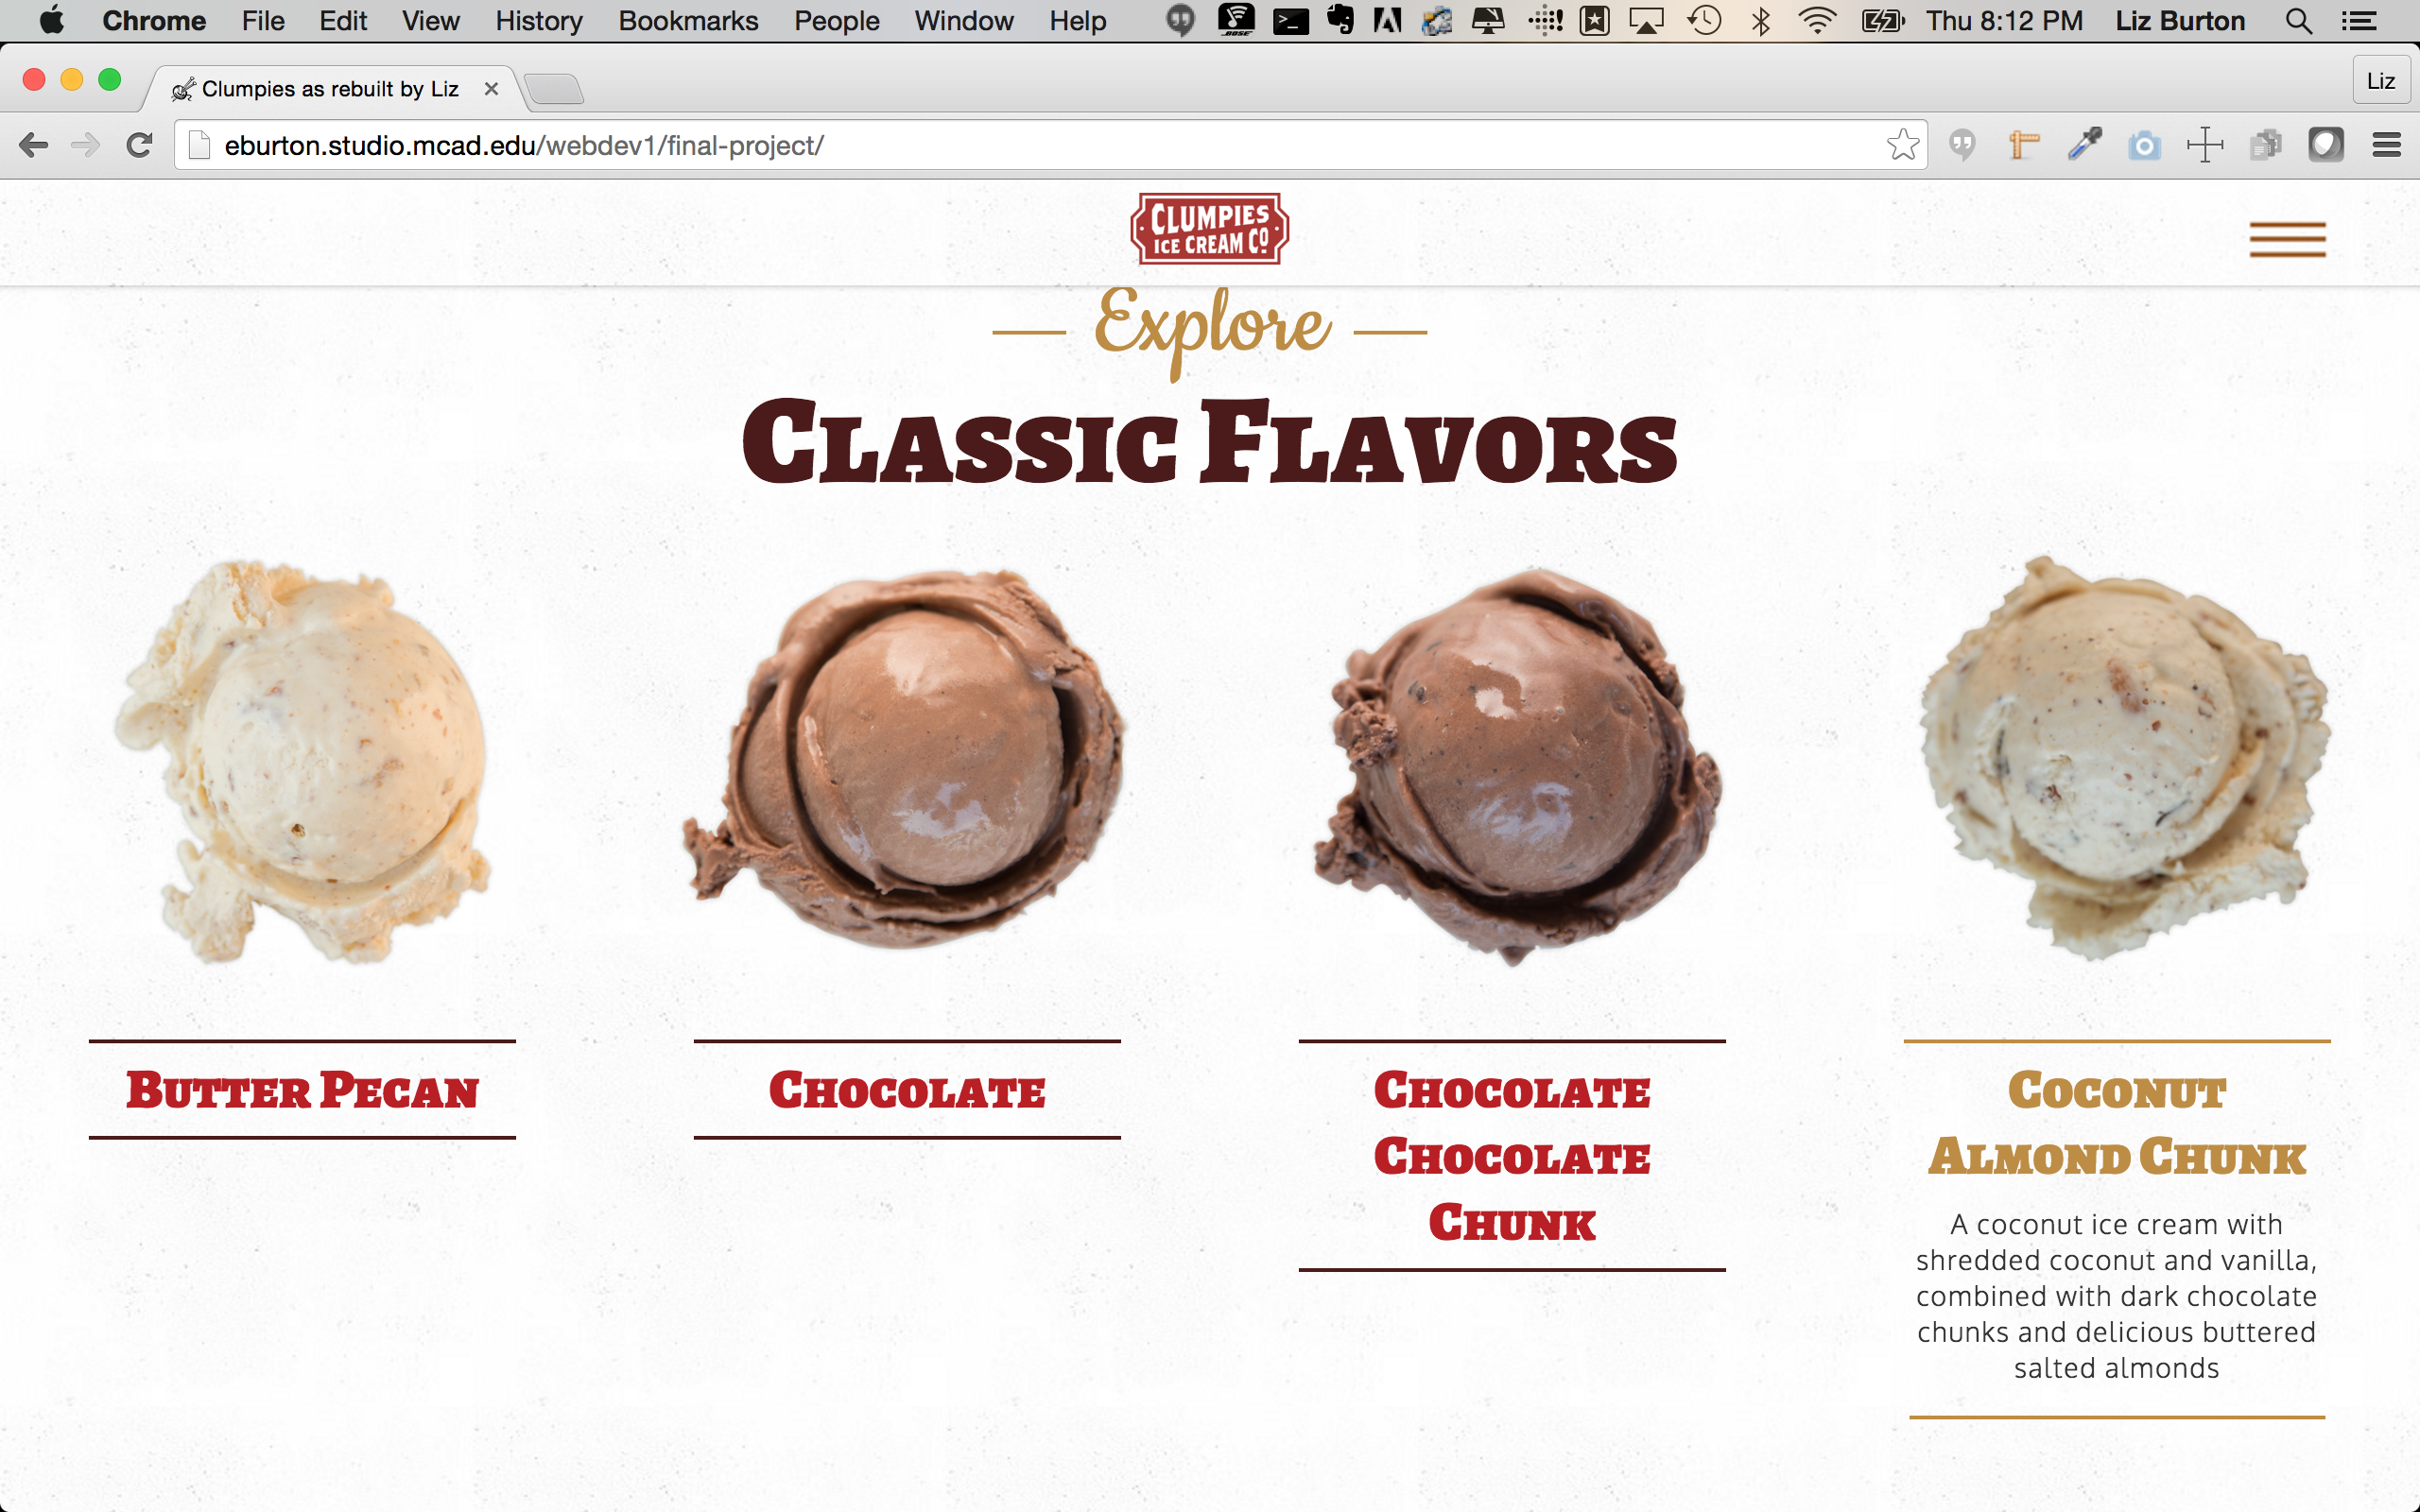 Chrome File Edit View History Bookmarks People Window Help BOSE Thu 8:12 PM Liz Burton
Clumpies as rebuilt by Liz
Liz
eburton.studio.mcad.edu/webdev1/final-project/
CLUMPIES
ICE CREAM CO.
Explore
Classic Flavors
Butter Pecan
Chocolate
Chocolate
Chocolate
Chunk
Coconut
Almond Chunk
A coconut ice cream with
shredded coconut and vanilla,
combined with dark chocolate
chunks and delicious buttered
salted almonds